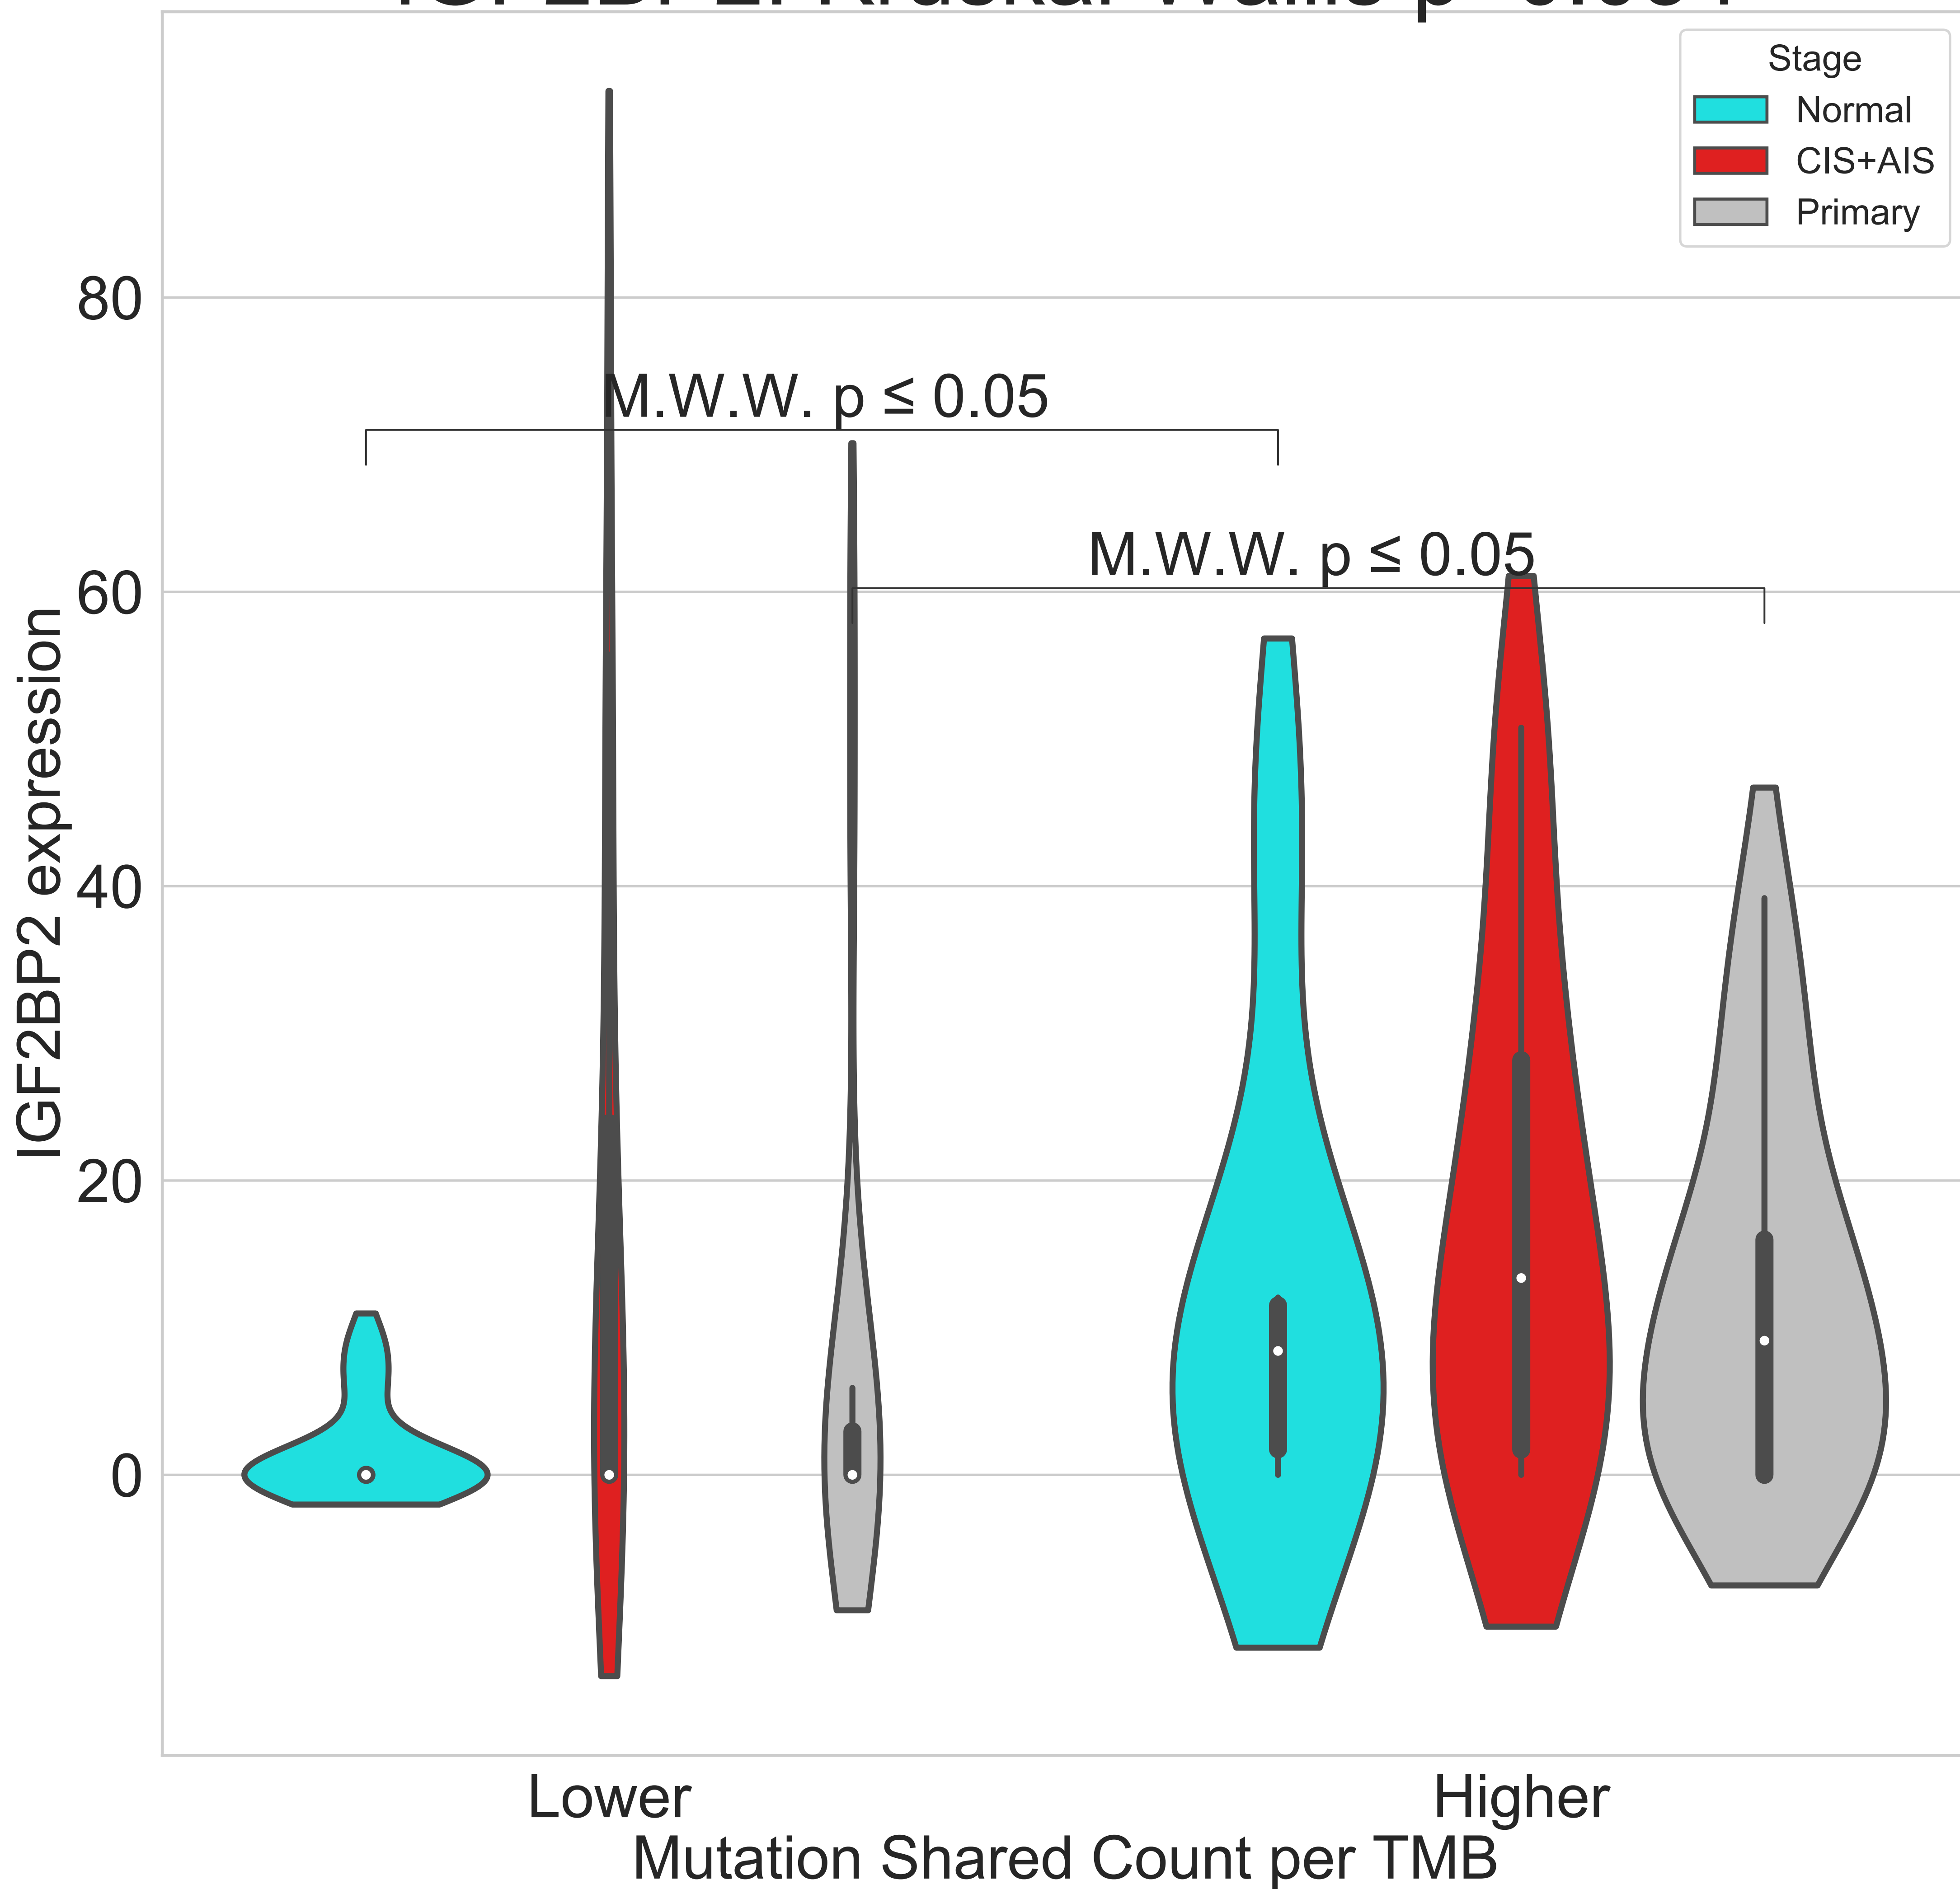 Stage
Normal
CIS+AIS
Primary
80
60
40
20
0
IGF2BP2 expression
M.W.W. p ≤ 0.05
M.W.W. p ≤ 0.05
Lower
Higher
Mutation Shared Count per TMB